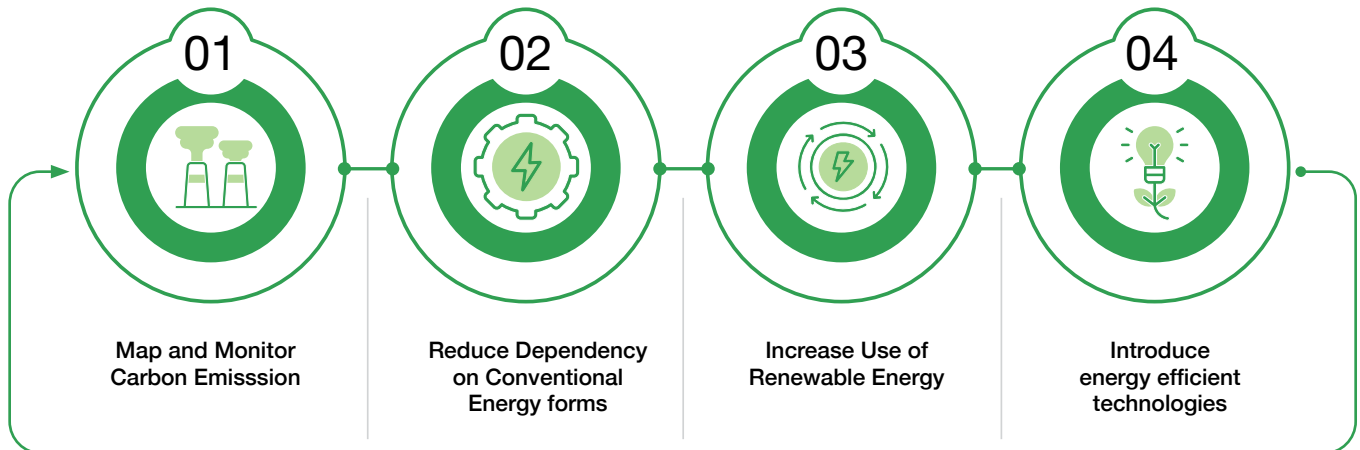 01
02
03
04
Map and Monitor
Carbon Emisssion
Reduce Dependency
on Conventional
Energy forms
Increase Use of
Renewable Energy
Introduce
energy efficient
technologies